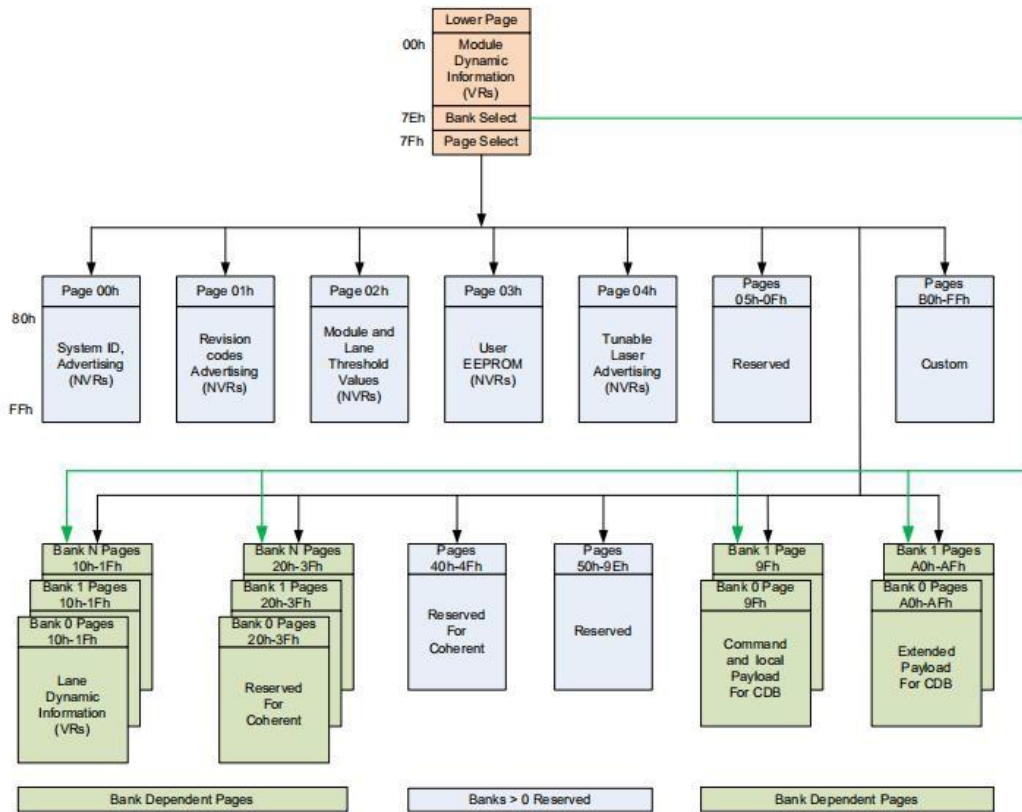 Lower Page
00h
Module
Dynamic
Information
(VRs)
7Eh
Bank Select
7Fh
Page Select
Page 00h
Page 01h
Page 02h
Page 03h
Page 04h
Pages
05h-0Fh
Pages
B0h-FFh
80h
System ID,
Advertising
(NVRs)
Revision
codes
Advertising
(NVRs)
Module and
Lane
Threshold
Values
(NVRs)
User
EEPROM
(NVRs)
Tunable
Laser
Advertising
(NVRs)
Reserved
Custom
FFh
Bank N Pages
10h-1Fh
Bank 1 Pages
10h-1Fh
Bank 0 Pages
10h-1Fh
Lane
Dynamic
Information
(VRs)
Bank N Pages
20h-3Fh
Bank 1 Pages
20h-3Fh
Bank 0 Pages
20h-3Fh
Reserved
For
Coherent
Pages
40h-4Fh
Reserved
For
Coherent
Pages
50h-9Eh
Reserved
Bank 1 Page
9Fh
Bank 0 Page
9Fh
Command
and local
Payload
For CDB
Bank 1 Pages
A0h-AFh
Bank 0 Pages
A0h-AFh
Extended
Payload
For CDB
Bank Dependent Pages
Banks > 0 Reserved
Bank Dependent Pages